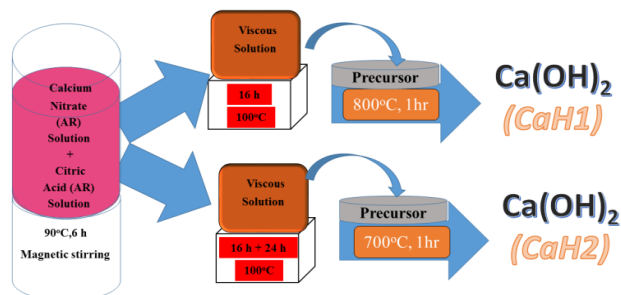 Calcium
Nitrate
(AR)
Solution
+
Citric
Acid (AR)
Solution
90°C,6 h
Magnetic stirring
Viscous
Solution
16 h
100°C
Precursor
800°C, 1hr
Ca(OH)₂
(CaH1)
Viscous
Solution
16 h + 24 h
100°C
Precursor
700°C, 1hr
Ca(OH)₂
(CaH2)